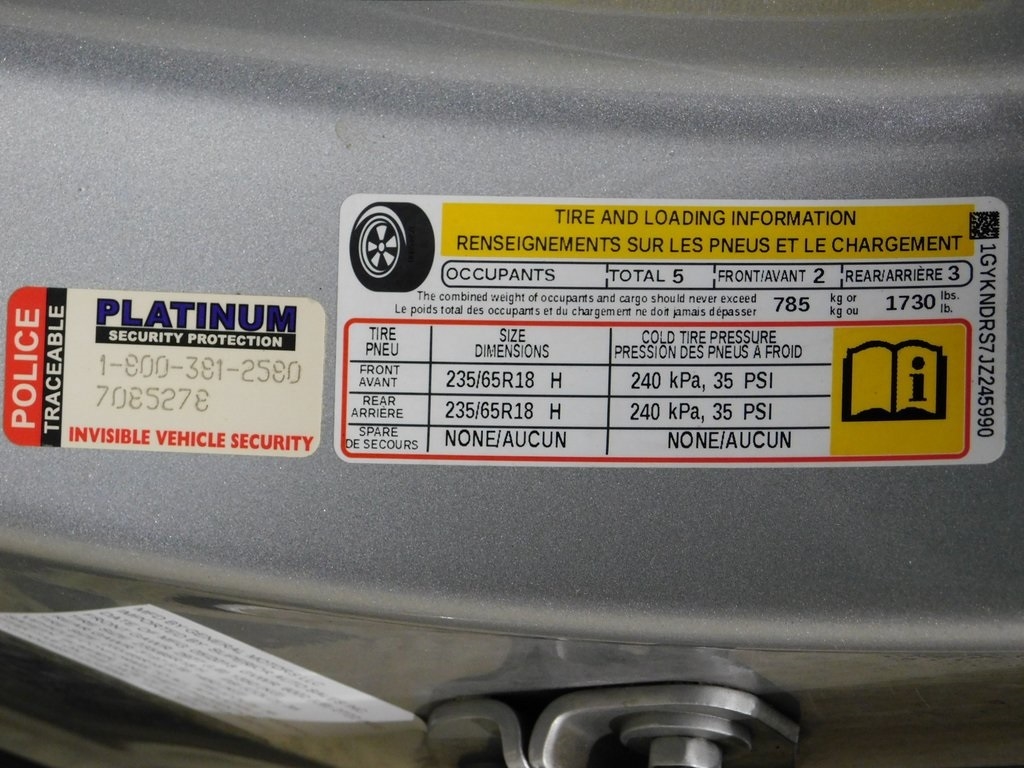 POLICE
TRACEABLE
PLATINUM
SECURITY PROTECTION
1-800-381-2580
7085278
INVISIBLE VEHICLE SECURITY
TIRE AND LOADING INFORMATION
RENSEIGNEMENTS SUR LES PNEUS ET LE CHARGEMENT
OCCUPANTS TOTAL 5 FRONT/AVANT 2 REAR/ARRIÈRE 3
The combined weight of occupants and cargo should never exceed 785 kg or 1730 lbs.
Le poids total des occupants et du chargement ne doit jamais dépasser kg ou lb.
TIRE SIZE COLD TIRE PRESSURE
PNEU DIMENSIONS PRESSION DES PNEUS À FROID
FRONT
AVANT 235/65R18 H 240 kPa, 35 PSI
REAR
ARRIÈRE 235/65R18 H 240 kPa, 35 PSI
SPARE
DE SECOURS NONE/AUCUN NONE/AUCUN
1GYKNDRS7JZ245990
MFD BY GENERAL MOTORS